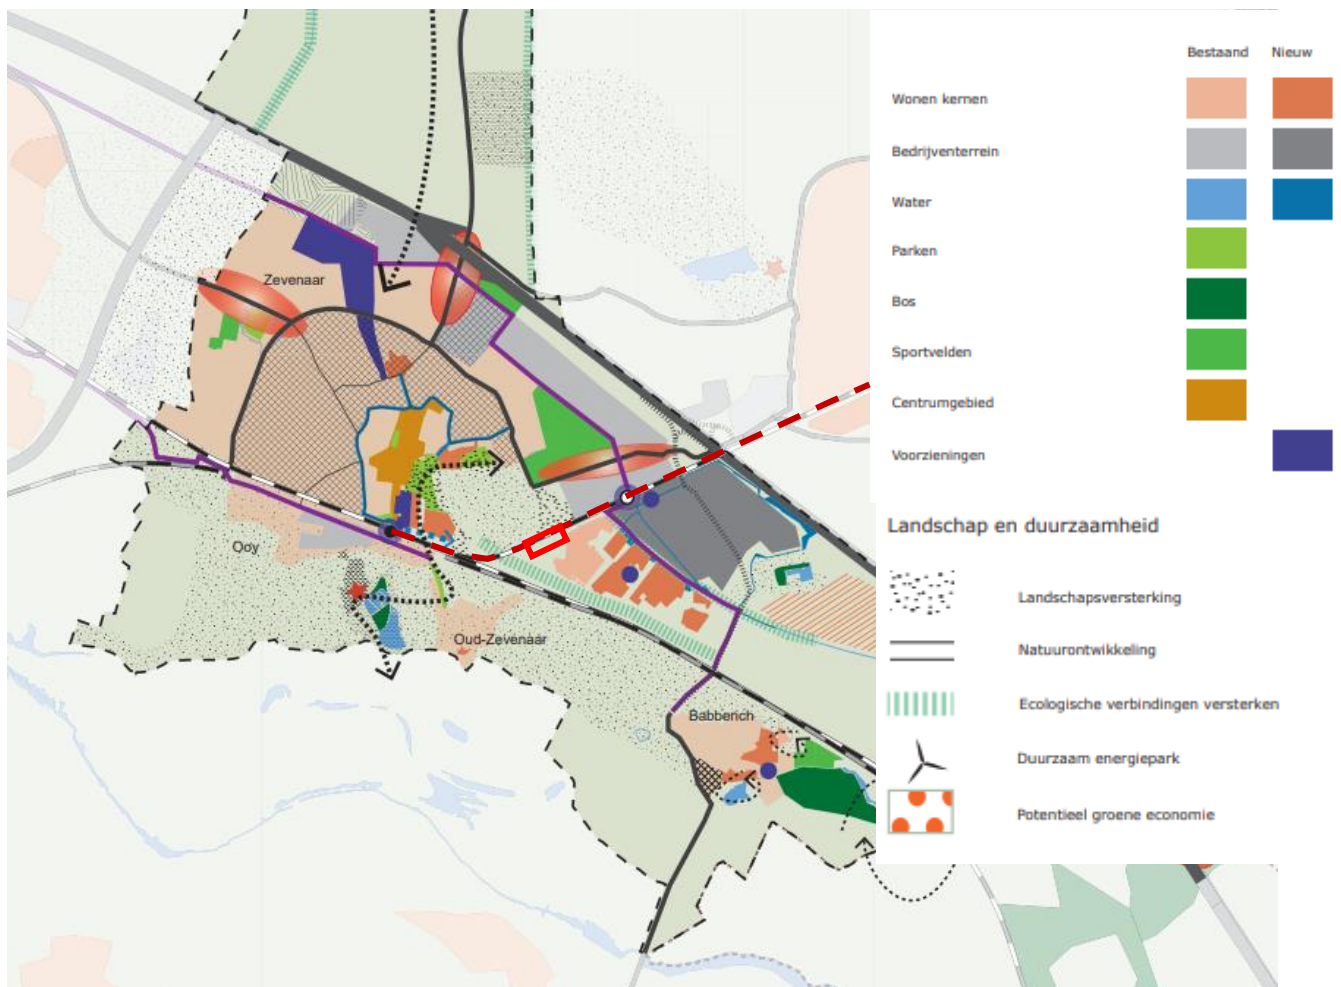 Bestaand Nieuw
Wonen kernen
Bedrijventerrein
Water
Parken
Bos
Sportvelden
Centrumgebied
Voorzieningen
Landschap en duurzaamheid
Landschapsversterking
Natuurontwikkeling
Ecologische verbindingen versterken
Duurzaam energiepark
Potentieel groene economie
Zevenaar
Ooy
Oud-Zevenaar
Babberich